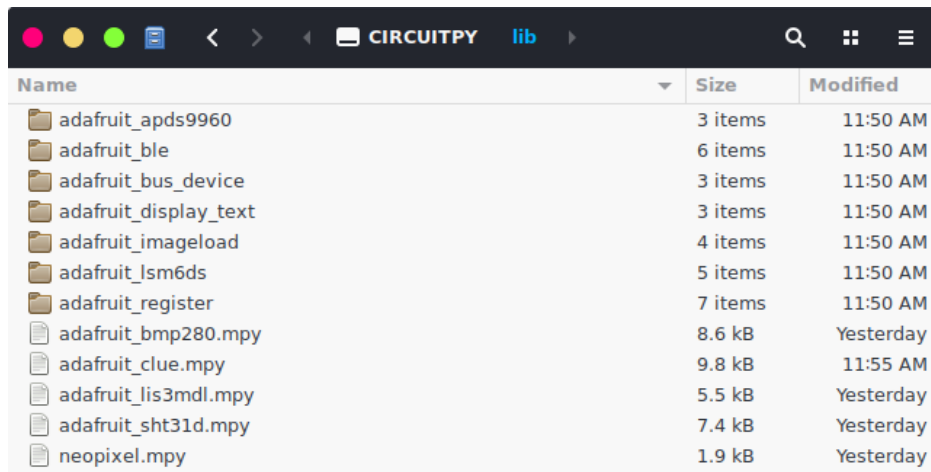 CIRCUITPY lib
Name Size Modified
adafruit_apds9960 3 items 11:50 AM
adafruit_ble 6 items 11:50 AM
adafruit_bus_device 3 items 11:50 AM
adafruit_display_text 3 items 11:50 AM
adafruit_imageload 4 items 11:50 AM
adafruit_lsm6ds 5 items 11:50 AM
adafruit_register 7 items 11:50 AM
adafruit_bmp280.mpy 8.6 kB Yesterday
adafruit_clue.mpy 9.8 kB 11:55 AM
adafruit_lis3mdl.mpy 5.5 kB Yesterday
adafruit_sht31d.mpy 7.4 kB Yesterday
neopixel.mpy 1.9 kB Yesterday